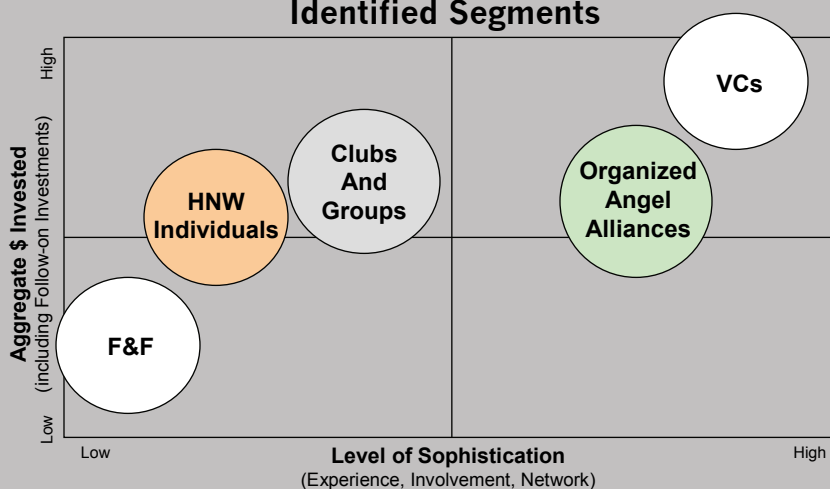 Identified Segments
High
Aggregate $ Invested
(including Follow-on Investments)
Low
VCs
Clubs
And
Groups
Organized
Angel
Alliances
HNW
Individuals
F&F
Low
Level of Sophistication
High
(Experience, Involvement, Network)